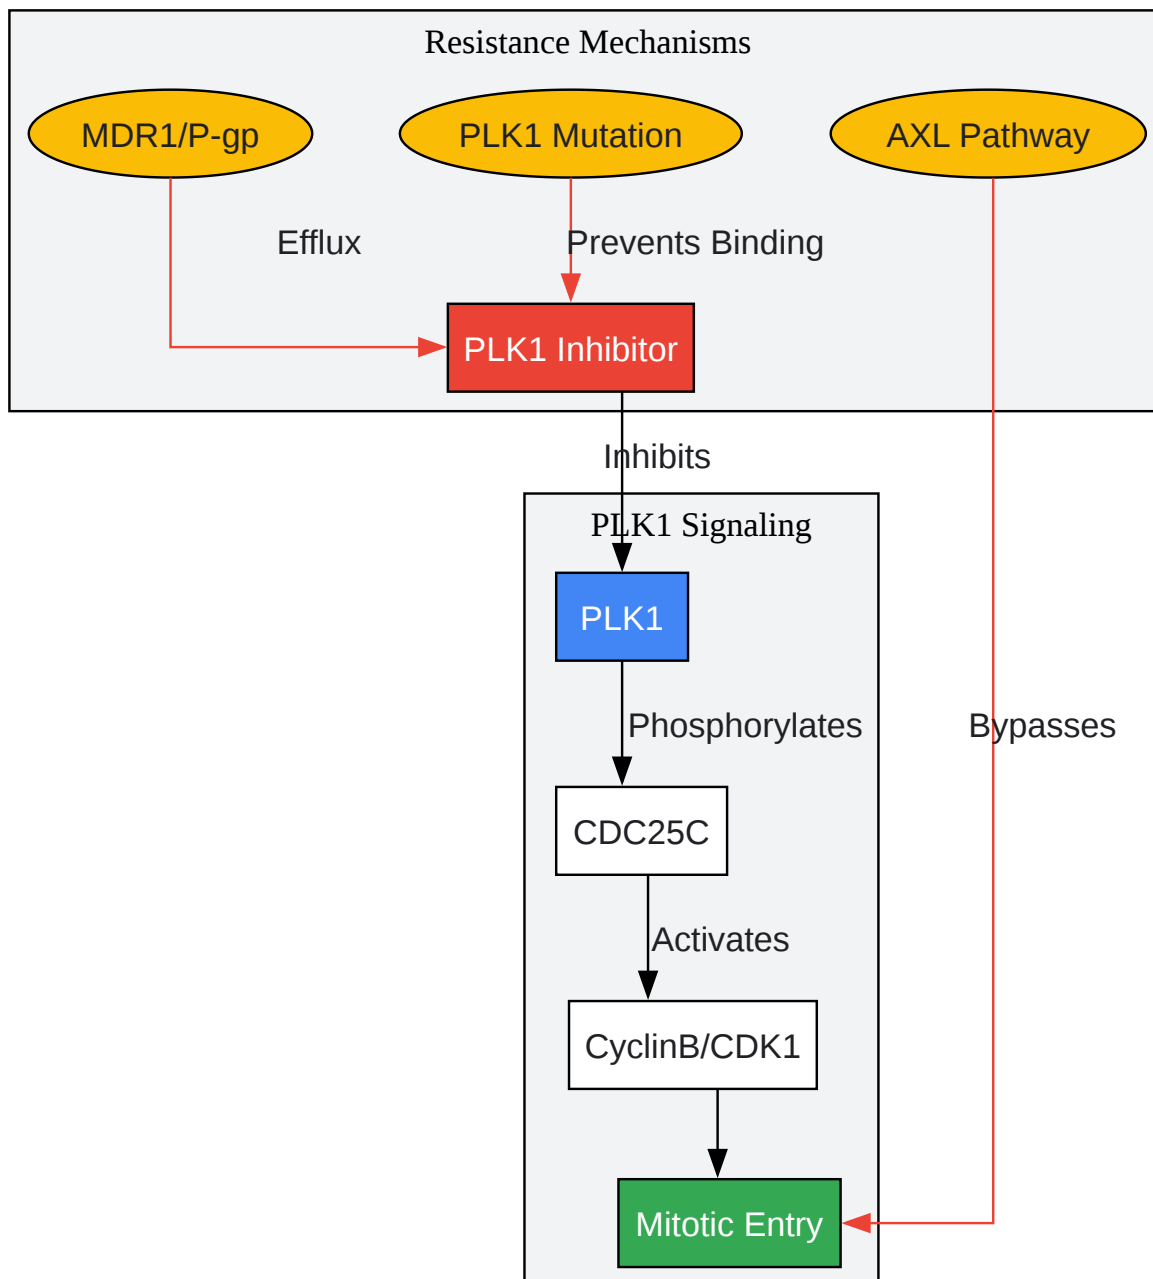 Resistance Mechanisms
MDR1/P-gp
PLK1 Mutation
AXL Pathway
Efflux
Prevents Binding
PLK1 Inhibitor
Inhibits
PLK1 Signaling
PLK1
Phosphorylates
Bypasses
CDC25C
Activates
CyclinB/CDK1
Mitotic Entry